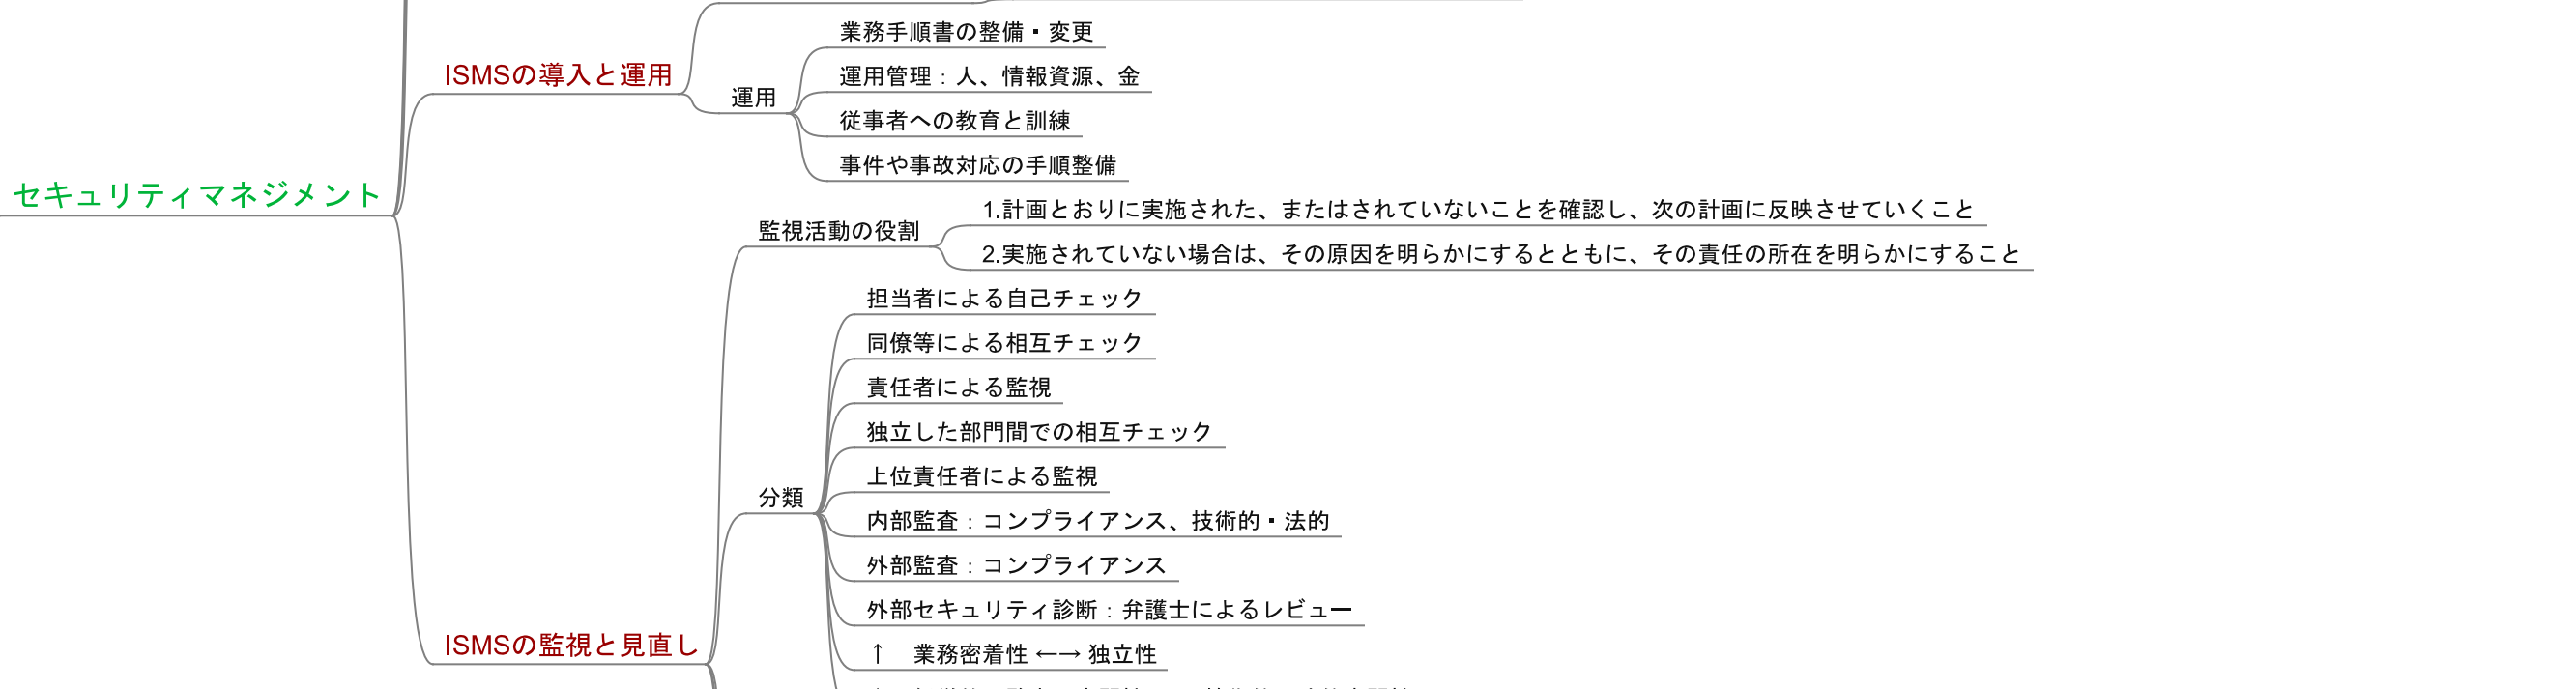 業務手順書の整備・変更
ISMSの導入と運用
運用管理：人、情報資源、金
運用
従事者への教育と訓練
事件や事故対応の手順整備
セキュリティマネジメント
監視活動の役割
1.計画とおりに実施された、またはされていないことを確認し、次の計画に反映させていくこと
2.実施されていない場合は、その原因を明らかにするとともに、その責任の所在を明らかにすること
担当者による自己チェック
同僚等による相互チェック
責任者による監視
独立した部門間での相互チェック
上位責任者による監視
分類
内部監査：コンプライアンス、技術的・法的
外部監査：コンプライアンス
外部セキュリティ診断：弁護士によるレビュー
ISMSの監視と見直し
↑　業務密着性 ←→ 独立性